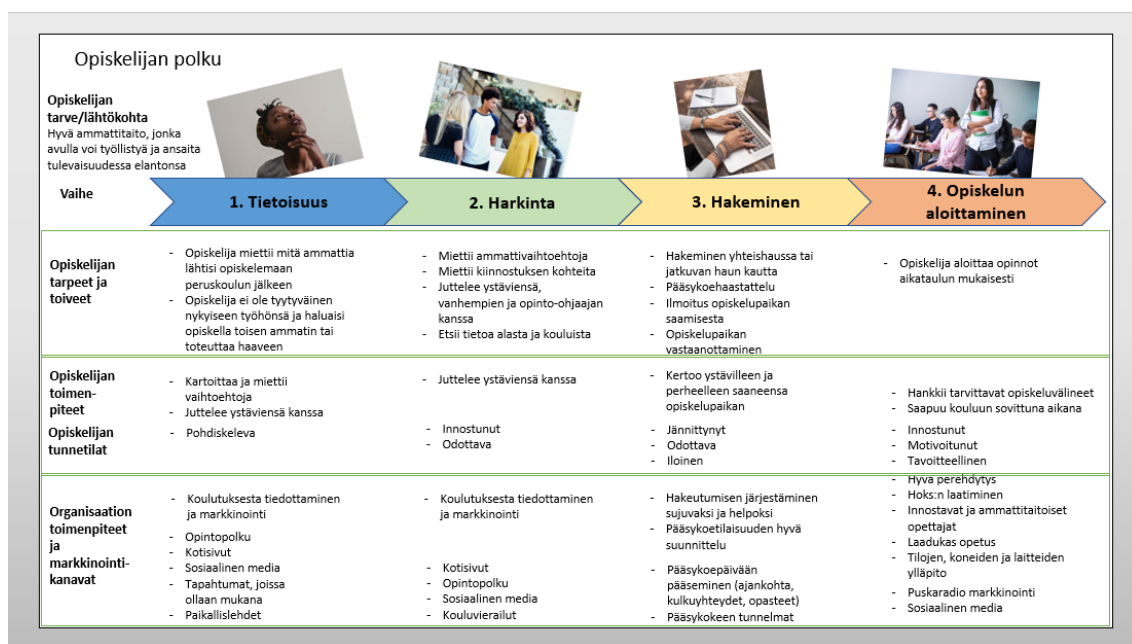 Opiskelijan polku
Opiskelijan
tarve/lähtökohta
Hyvä ammattitaito, jonka
avulla voi työllistyä ja ansaita
tulevaisuudessa elantonsa
Vaihe
1. Tietoisuus
2. Harkinta
3. Hakeminen
4. Opiskelun
aloittaminen
Opiskelijan
tarpeet ja
toiveet
- Opiskelija miettii mitä ammattia
lähtisi opiskelemaan
peruskoulun jälkeen
- Opiskelija ei ole tyytyväinen
nykyiseen työhönsä ja haluaisi
opiskella toisen ammatin tai
toteuttaa haaveen
- Miettii ammattivaihtoehtoja
- Miettii kiinnostuksen kohteita
- Juttelee ystäviensä,
vanhempien ja opinto-ohjaajan
kanssa
- Etsii tietoa alasta ja kouluista
- Hakeminen yhteishaussa tai
jatkuvan haun kautta
- Pääsykoehaastattelu
- Ilmoitus opiskelupaikan
saamisesta
- Opiskelupaikan
vastaanottaminen
- Opiskelija aloittaa opinnot
aikataulun mukaisesti
Opiskelijan
toimen-
piteet
- Kartoittaa ja miettii
vaihtoehtoja
- Juttelee ystäviensä kanssa
- Juttelee ystäviensä kanssa
- Kertoo ystävilleen ja
perheelleen saaneensa
opiskelupaikan
- Hankkii tarvittavat opiskeluvälineet
- Saapuu kouluun sovittuna aikana
Opiskelijan
tunnetilat
- Pohdiskeleva
- Innostunut
- Odottava
- Jännittynyt
- Odottava
- Iloinen
- Innostunut
- Motivoitunut
- Tavoitteellinen
Organisaation
toimenpiteet
ja
markkinointi-
kanavat
- Koulutuksesta tiedottaminen
ja markkinointi
- Opintopolku
- Kotisivut
- Sosiaalinen media
- Tapahtumat, joissa
ollaan mukana
- Paikallislehdet
- Koulutuksesta tiedottaminen
ja markkinointi
- Kotisivut
- Opintopolku
- Sosiaalinen media
- Kouluvierailut
- Hakeutumisen järjestäminen
sujuvaksi ja helpoksi
- Pääsykoetilaisuuden hyvä
suunnittelu
- Pääsykoepäivään
pääseminen (ajankohta,
kulkuyhteydet, opasteet)
- Pääsykokeen tunnelmat
- Hyvä perehdytys
- Hoks:n laatiminen
- Innostavat ja ammattitaitoiset
opettajat
- Laadukas opetus
- Tilojen, koneiden ja laitteiden
ylläpito
- Puskaradio markkinointi
- Sosiaalinen media